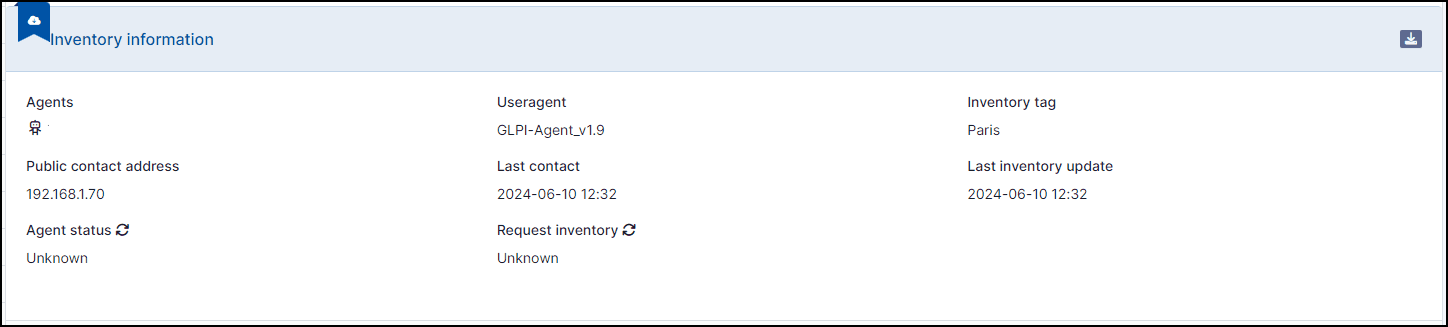 Inventory information
Agents
Useragent
Inventory tag
GLPI-Agent_v1.9
Paris
Public contact address
Last contact
Last inventory update
192.168.1.70
2024-06-10 12:32
2024-06-10 12:32
Agent status
Request inventory
Unknown
Unknown